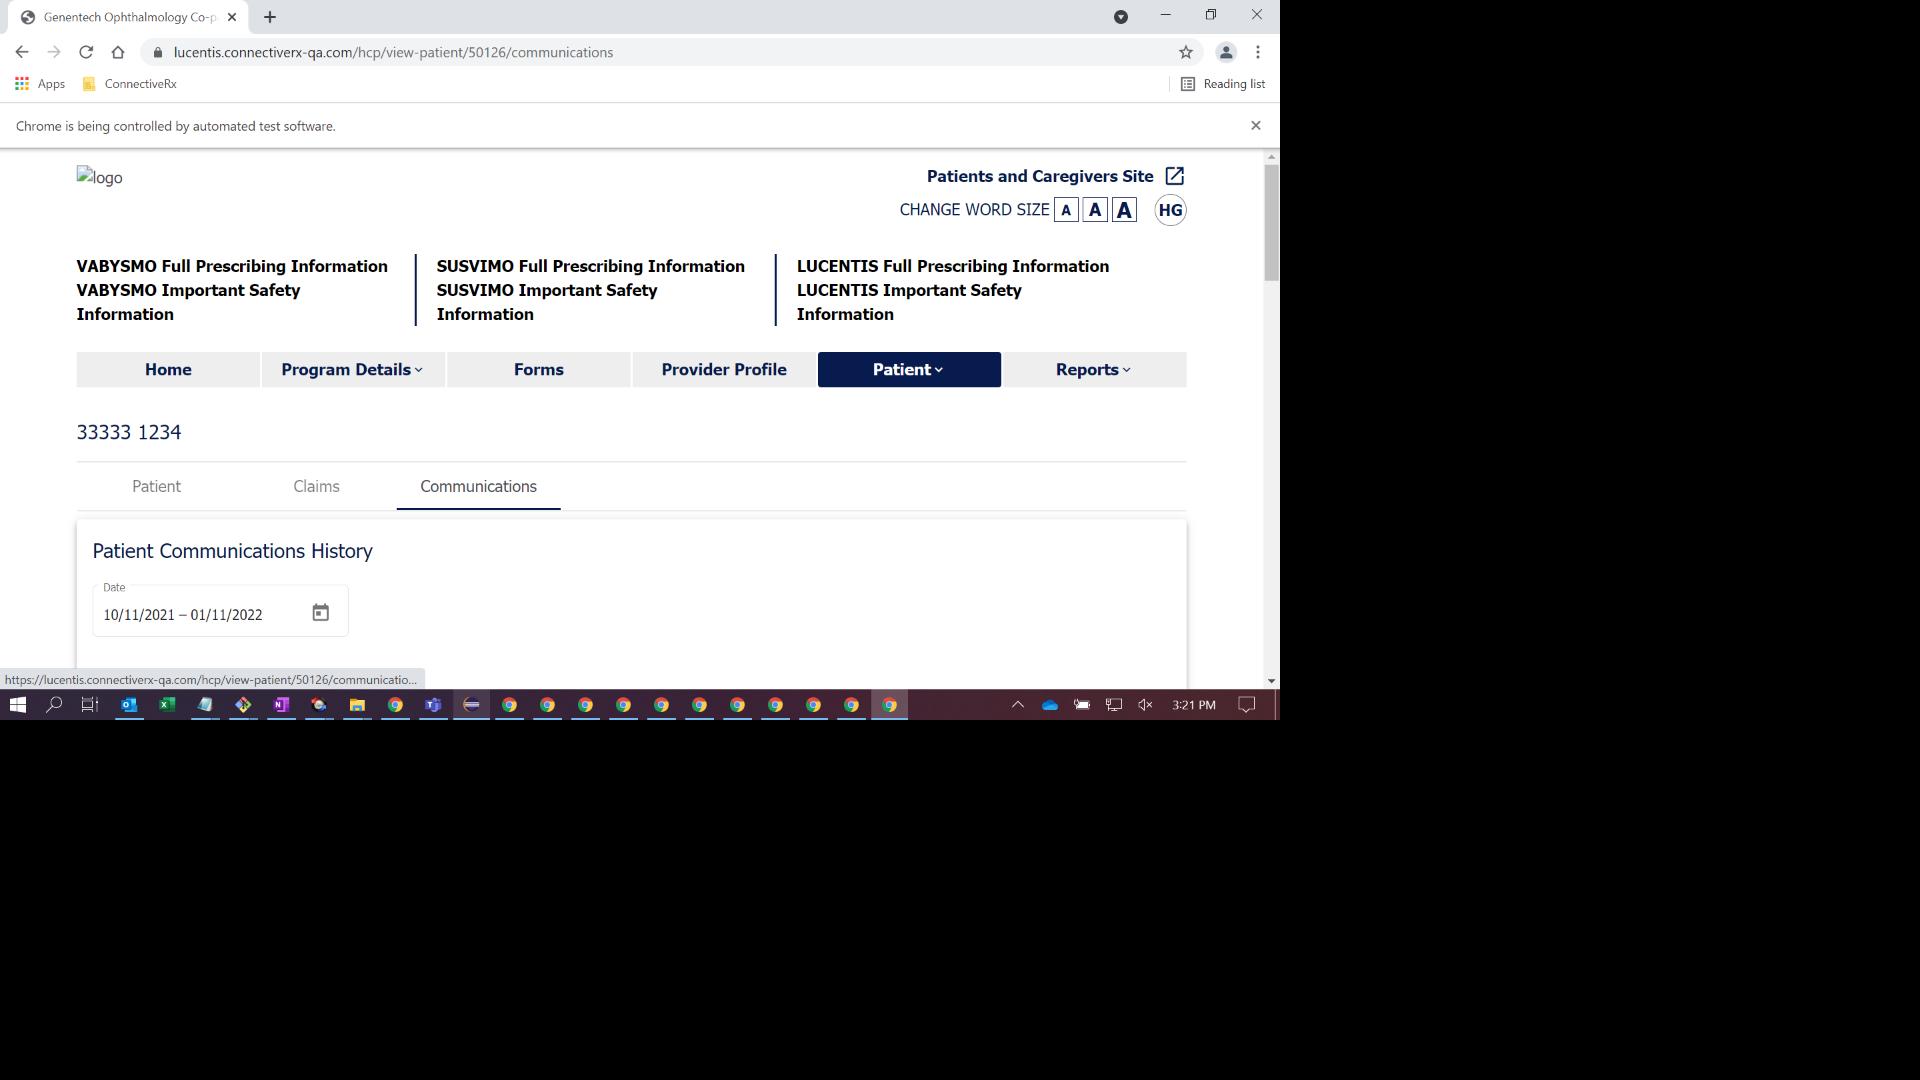 Genentech Ophthalmology Co-p
lucentis.connectiverx-qa.com/hcp/view-patient/50126/communications
Apps
ConnectiveRx
Reading list
Chrome is being controlled by automated test software.
logo
Patients and Caregivers Site
CHANGE WORD SIZE A A A HG
VABYSMO Full Prescribing Information
VABYSMO Important Safety
Information
SUSVIMO Full Prescribing Information
SUSVIMO Important Safety
Information
LUCENTIS Full Prescribing Information
LUCENTIS Important Safety
Information
Home Program Details Forms Provider Profile Patient Reports
33333 1234
Patient Claims Communications
Patient Communications History
Date
10/11/2021 – 01/11/2022
https://lucentis.connectiverx-qa.com/hcp/view-patient/50126/communicatio...
3:21 PM